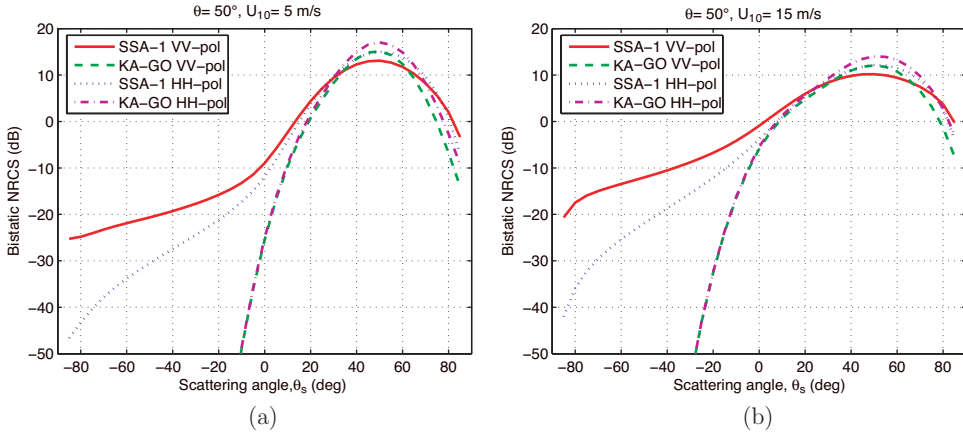 θ= 50°, U10= 5 m/s
SSA−1 VV−pol
KA−GO VV−pol
SSA−1 HH−pol
KA−GO HH−pol
Bistatic NRCS (dB)
20
10
0
−10
−20
−30
−40
−50
−80 −60 −40 −20 0 20 40 60 80
Scattering angle,θs (deg)
(a)
θ= 50°, U10= 15 m/s
SSA−1 VV−pol
KA−GO VV−pol
SSA−1 HH−pol
KA−GO HH−pol
Bistatic NRCS (dB)
20
10
0
−10
−20
−30
−40
−50
−80 −60 −40 −20 0 20 40 60 80
Scattering angle, θs (deg)
(b)